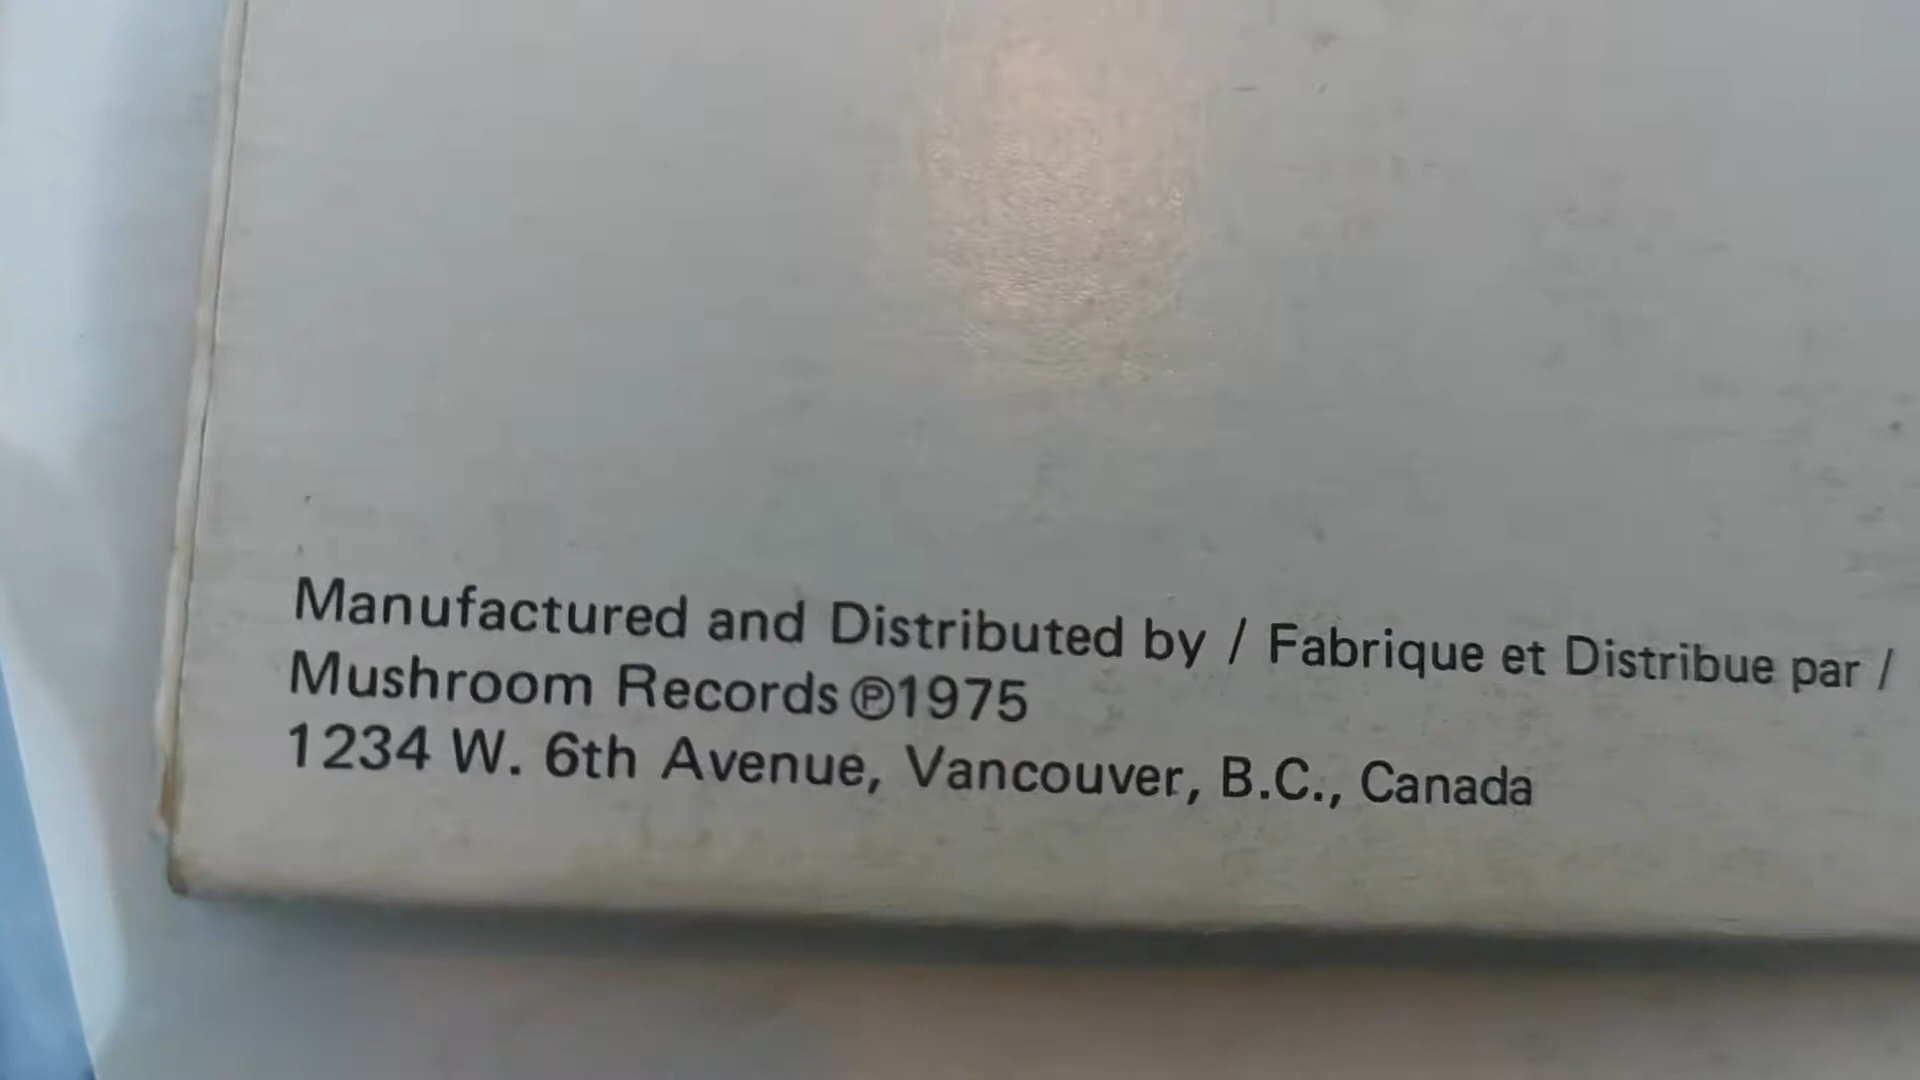 Manufactured and Distributed by / Fabrique et Distribue par /
Mushroom Records ℗1975
1234 W. 6th Avenue, Vancouver, B.C., Canada